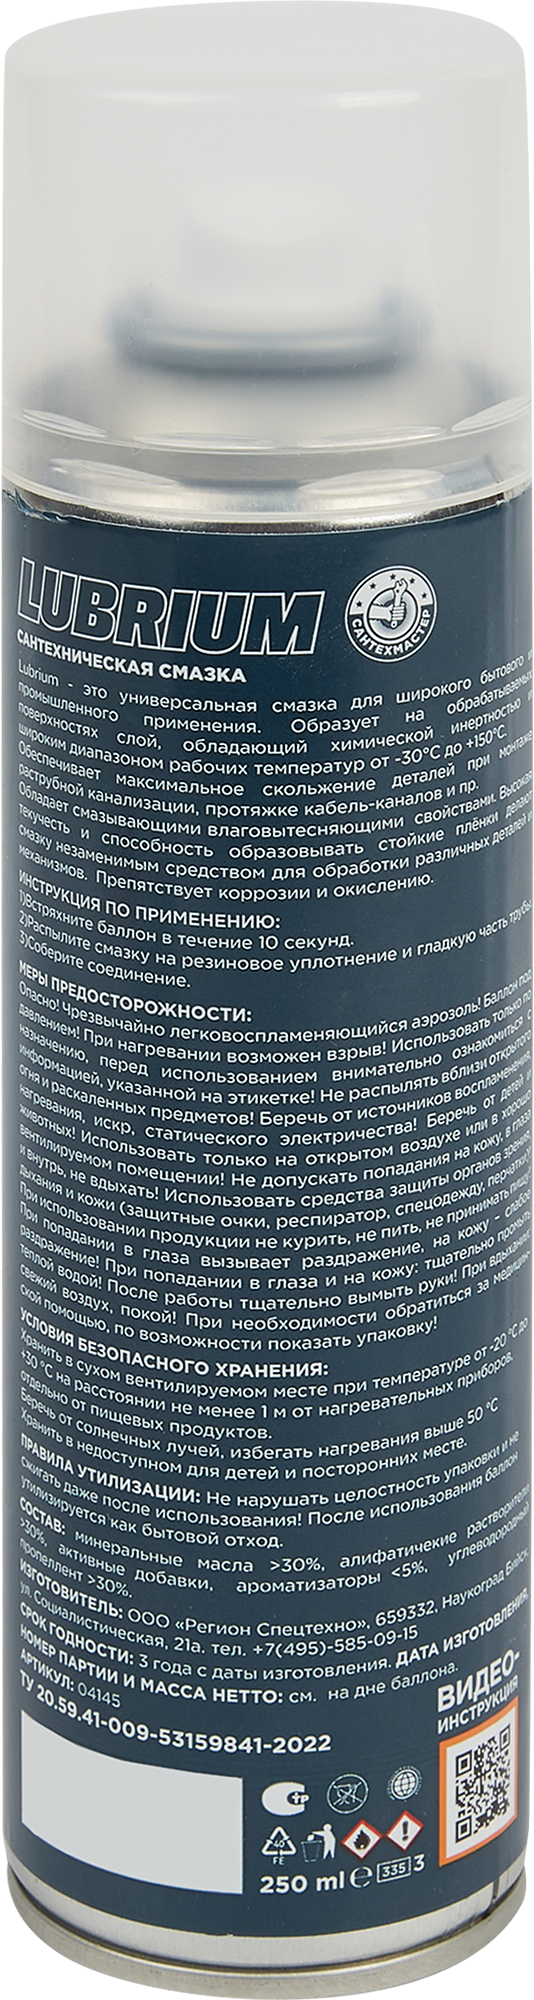 LUBRIUM
САНТЕХМАСТЕР
САНТЕХНИЧЕСКАЯ СМАЗКА
Lubrium - это универсальная смазка для широкого бытового и
промышленного применения. Образует на обрабатываемых
поверхностях слой, обладающий химической инертностью и
широким диапазоном рабочих температур от -30°С до +150°С.
Обеспечивает максимальное скольжение деталей при монтаже
раструбной канализации, протяжке кабель-каналов и пр.
Обладает смазывающими влаговытесняющими свойствами. Высокая
текучесть и способность образовывать стойкие плёнки делают
смазку незаменимым средством для обработки различных деталей и
механизмов. Препятствует коррозии и окислению.
ИНСТРУКЦИЯ ПО ПРИМЕНЕНИЮ:
1)Встряхните баллон в течение 10 секунд.
2)Распылите смазку на резиновое уплотнение и гладкую часть трубы
3)Соберите соединение.
МЕРЫ ПРЕДОСТОРОЖНОСТИ:
Опасно! Чрезвычайно легковоспламеняющийся аэрозоль! Баллон под
давлением! При нагревании возможен взрыв! Использовать только по
назначению, перед использованием внимательно ознакомиться с
информацией, указанной на этикетке! Не распылять вблизи открытого
огня и раскаленных предметов! Беречь от источников воспламенения,
нагревания, искр, статического электричества! Беречь от детей и
животных! Использовать только на открытом воздухе или в хорошо
вентилируемом помещении! Не допускать попадания на кожу, в глаза
и внутрь, не вдыхать! Использовать средства защиты органов зрения,
дыхания и кожи (защитные очки, респиратор, спецодежду, перчатки)!
При использовании продукции не курить, не пить, не принимать пищу!
При попадании в глаза вызывает раздражение, на кожу - слабое
раздражение! При попадании в глаза и на кожу: тщательно промыть
теплой водой! После работы тщательно вымыть руки! При вдыхании:
свежий воздух, покой! При необходимости обратиться за медицин-
ской помощью, по возможности показать упаковку!
УСЛОВИЯ БЕЗОПАСНОГО ХРАНЕНИЯ:
Хранить в сухом вентилируемом месте при температуре от -20 °С до
+30 °С на расстоянии не менее 1 м от нагревательных приборов,
отдельно от пищевых продуктов.
Беречь от солнечных лучей, избегать нагревания выше 50 °С
Хранить в недоступном для детей и посторонних месте.
ПРАВИЛА УТИЛИЗАЦИИ: Не нарушать целостность упаковки и не
сжигать даже после использования! После использования баллон
утилизируется как бытовой отход.
СОСТАВ: минеральные масла >30%, алифатичекие растворители
>30%, активные добавки, ароматизаторы <5%, углеводородный
пропеллент >30%.
ИЗГОТОВИТЕЛЬ: ООО «Регион Спецтехно», 659332, Наукоград Бийск,
ул. Социалистическая, 21а. тел. +7(495)-585-09-15
СРОК ГОДНОСТИ: 3 года с даты изготовления. ДАТА ИЗГОТОВЛЕНИЯ,
НОМЕР ПАРТИИ И МАССА НЕТТО: см. на дне баллона.
АРТИКУЛ: 04145
ТУ 20.59.41-009-53159841-2022
ВИДЕО-
ИНСТРУКЦИЯ
40
FE
250 ml e 335 3